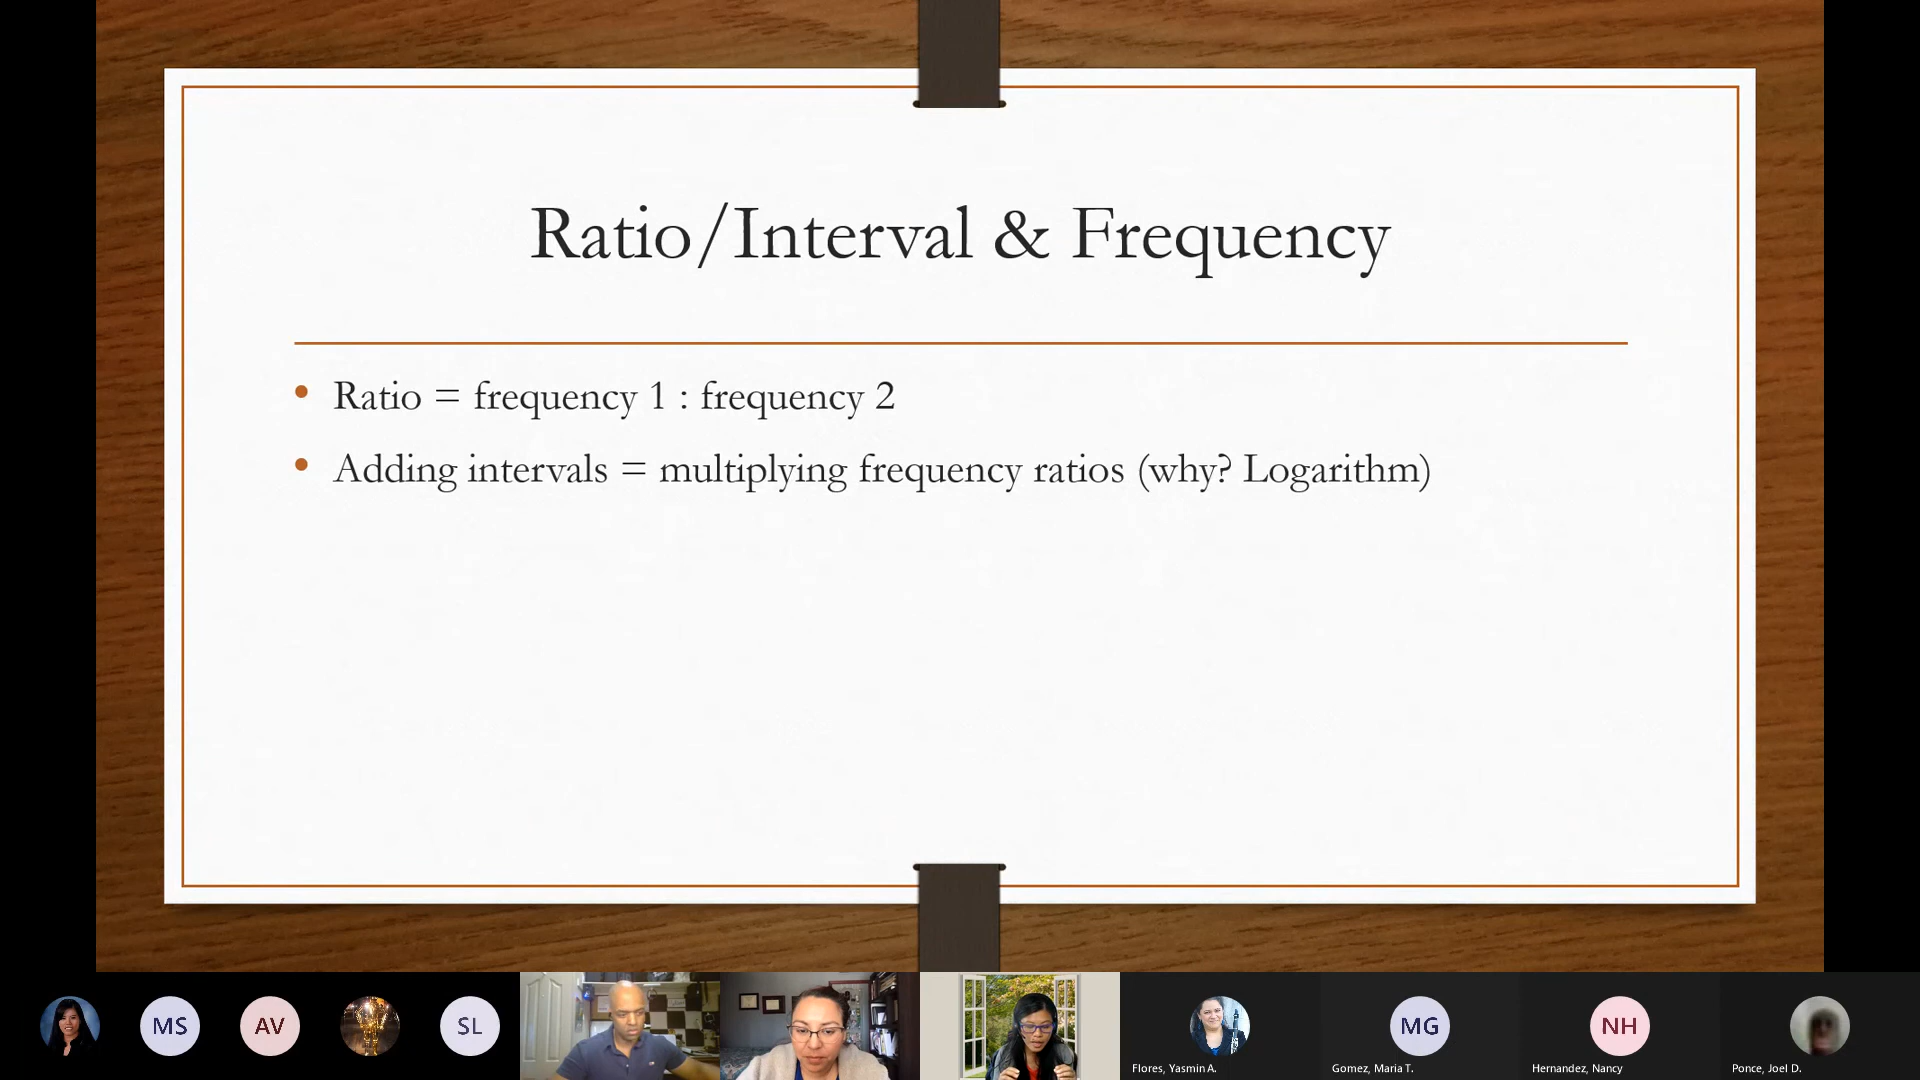 Ratio/Interval & Frequency
• Ratio = frequency 1 : frequency 2
• Adding intervals = multiplying frequency ratios (why? Logarithm)
MS
AV
SL
MG
NH
Flores, Yasmin A.
Gomez, Maria T.
Hernandez, Nancy
Ponce, Joel D.